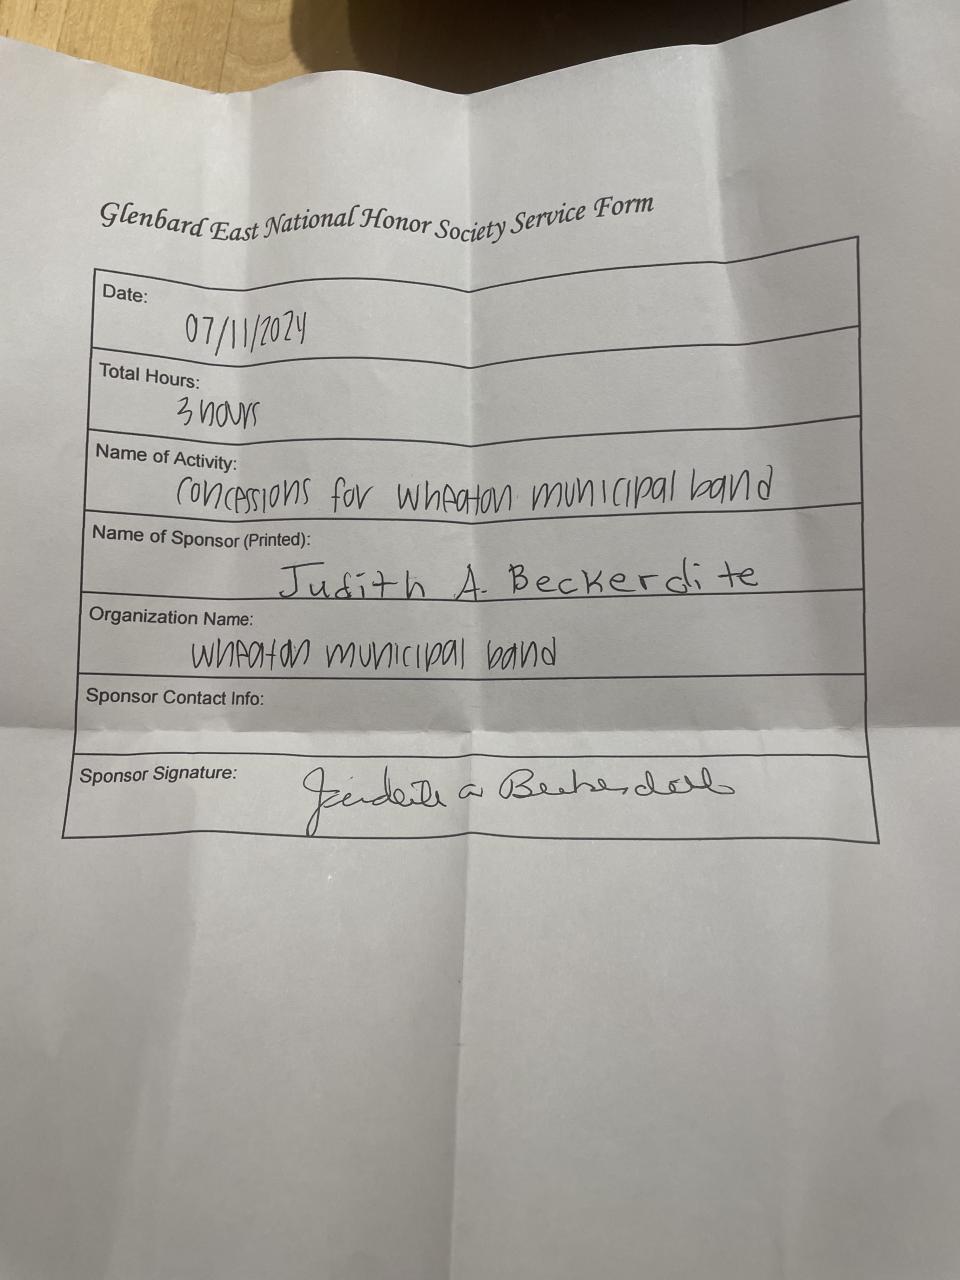 Glenbard East National Honor Society Service Form
Date:
07/11/2024
Total Hours:
3 hours
Name of Activity:
concessions for wheaton municipal band
Name of Sponsor (Printed):
Judith A. Beckerdite
Organization Name:
wheaton municipal band
Sponsor Contact Info:
Sponsor Signature:
Judith a Beckerdite